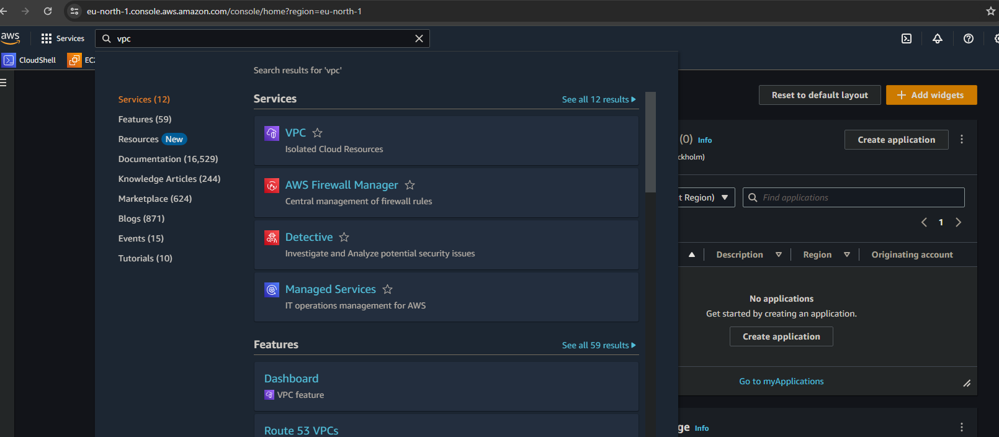 eu-north-1.console.aws.amazon.com/console/home?region=eu-north-1
aws
Services
vpc
CloudShell
EC2
Search results for 'vpc'
Services (12)
Features (59)
Resources New
Documentation (16,529)
Knowledge Articles (244)
Marketplace (624)
Blogs (871)
Events (15)
Tutorials (10)
Services
See all 12 results
VPC
Isolated Cloud Resources
AWS Firewall Manager
Central management of firewall rules
Detective
Investigate and Analyze potential security issues
Managed Services
IT operations management for AWS
Features
See all 59 results
Dashboard
VPC feature
Route 53 VPCs
Reset to default layout
Add widgets
(0) Info
Create application
ckholm)
t Region)
Find applications
1
Description
Region
Originating account
No applications
Get started by creating an application.
Create application
Go to myApplications
ge Info